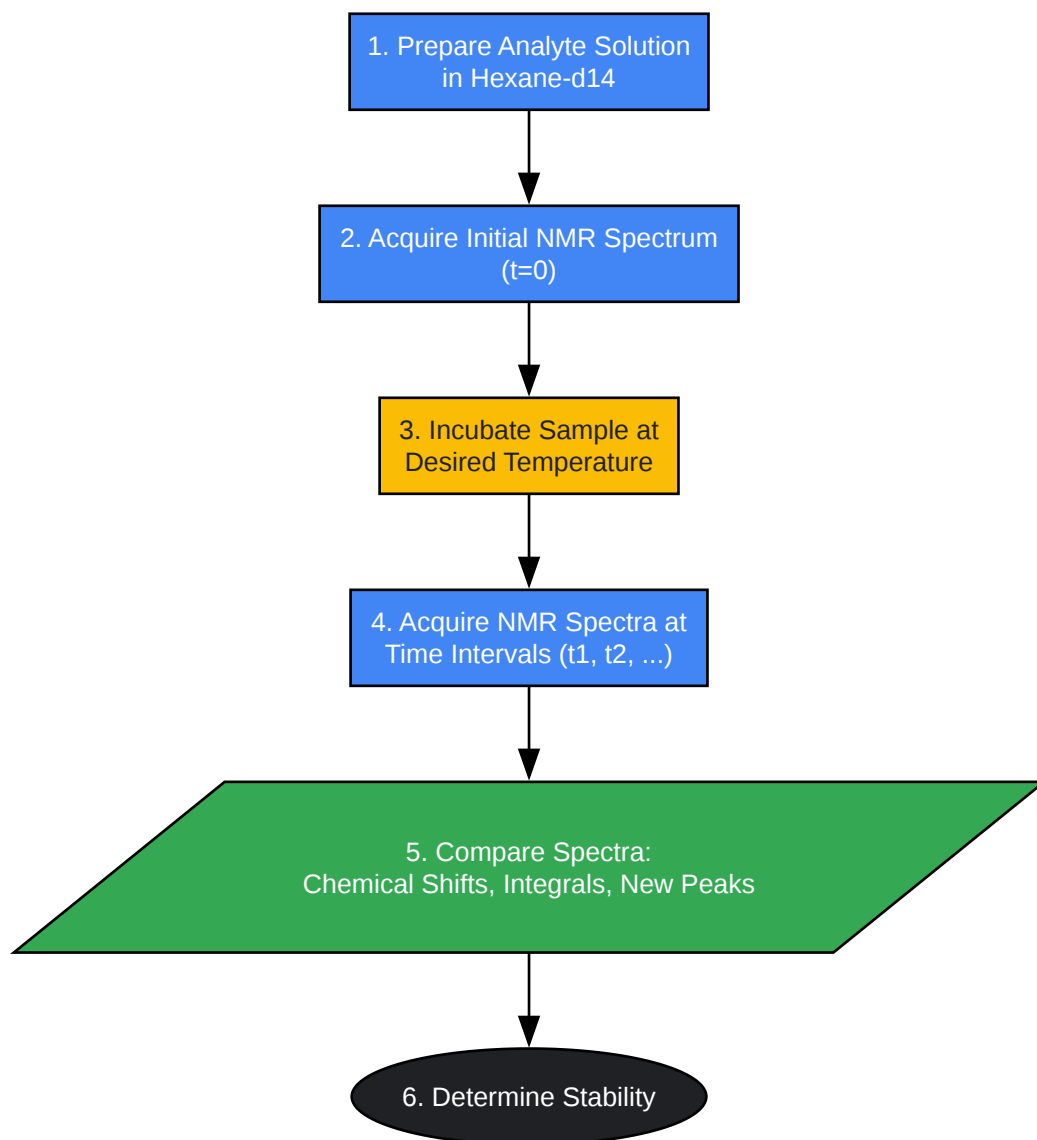 1. Prepare Analyte Solution
in Hexane-d14
2. Acquire Initial NMR Spectrum
(t=0)
3. Incubate Sample at
Desired Temperature
4. Acquire NMR Spectra at
Time Intervals (t1, t2, ...)
5. Compare Spectra:
Chemical Shifts, Integrals, New Peaks
6. Determine Stability